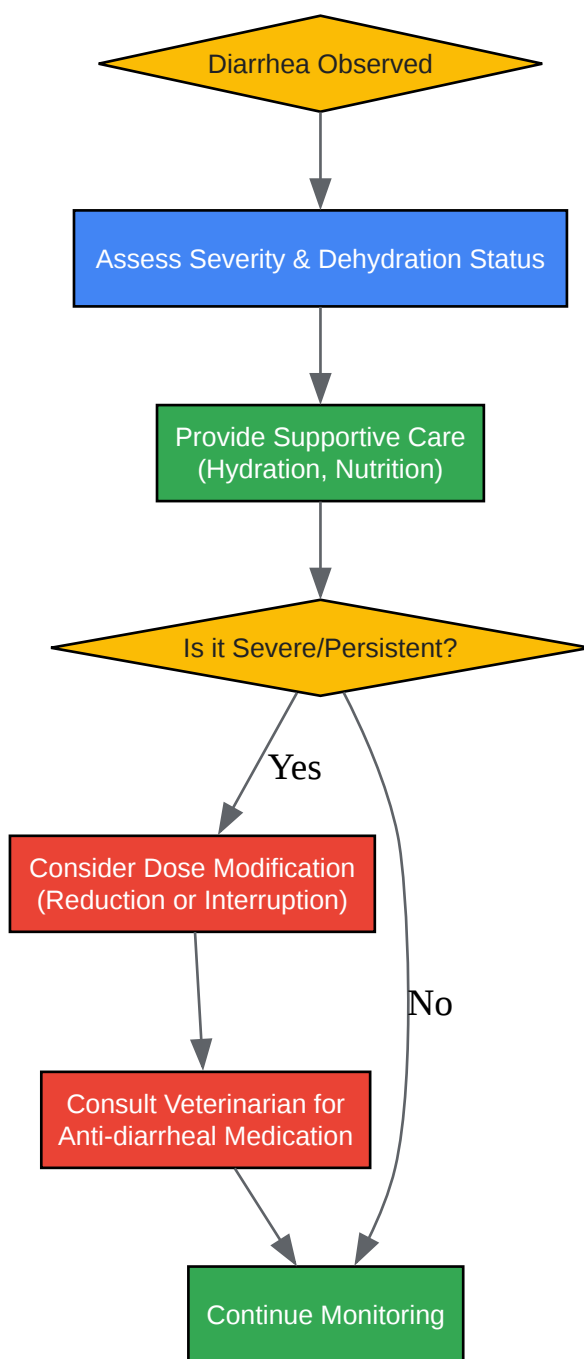 Diarrhea Observed
Assess Severity & Dehydration Status
Provide Supportive Care
(Hydration, Nutrition)
Is it Severe/Persistent?
Yes
Consider Dose Modification
(Reduction or Interruption)
No
Consult Veterinarian for
Anti-diarrheal Medication
Continue Monitoring